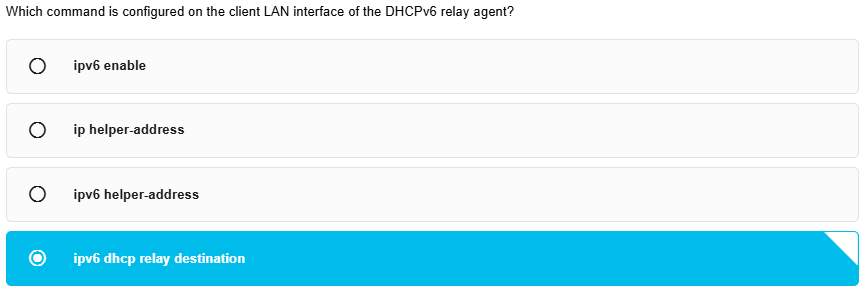 Which command is configured on the client LAN interface of the DHCPv6 relay agent?
ipv6 enable
ip helper-address
ipv6 helper-address
ipv6 dhcp relay destination